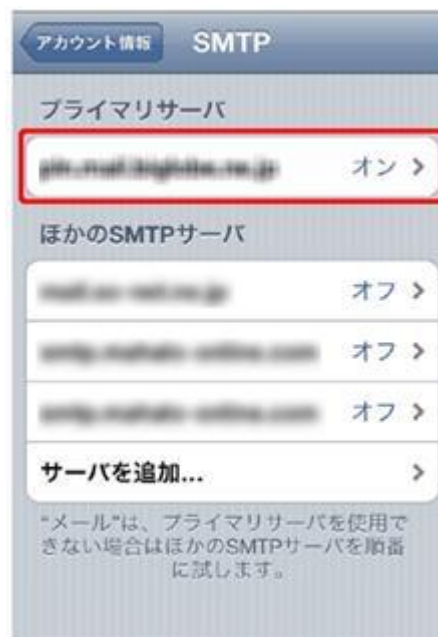 アカウント情報
SMTP
プライマリサーバ
オン
ほかのSMTPサーバ
オフ
オフ
オフ
サーバを追加...
“メール”は、プライマリサーバを使用で
きない場合はほかのSMTPサーバを順番
に試します。